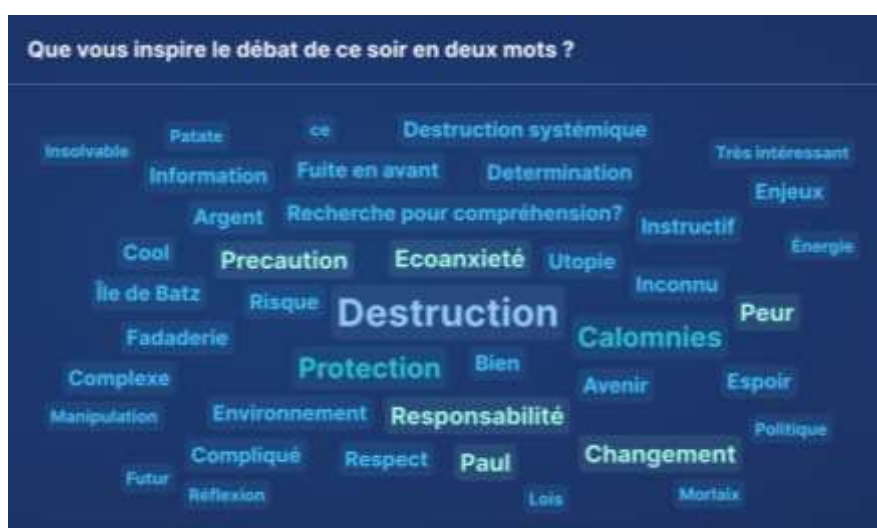 Que vous inspire le débat de ce soir en deux mots ?
Patate ce Destruction systémique
Insolvable Très intéressant
Information Fuite en avant Determination
Enjeux
Argent Recherche pour compréhension? Instructif
Cool Precaution Ecoanxieté Utopie Énergie
Île de Batz Risque Inconnu
Destruction Peur
Fadaderie Calomnies
Complexe Protection Bien Avenir Espoir
Manipulation Environnement Responsabilité Politique
Compliqué Respect Paul Changement
Futur Réflexion Lois Morlaix